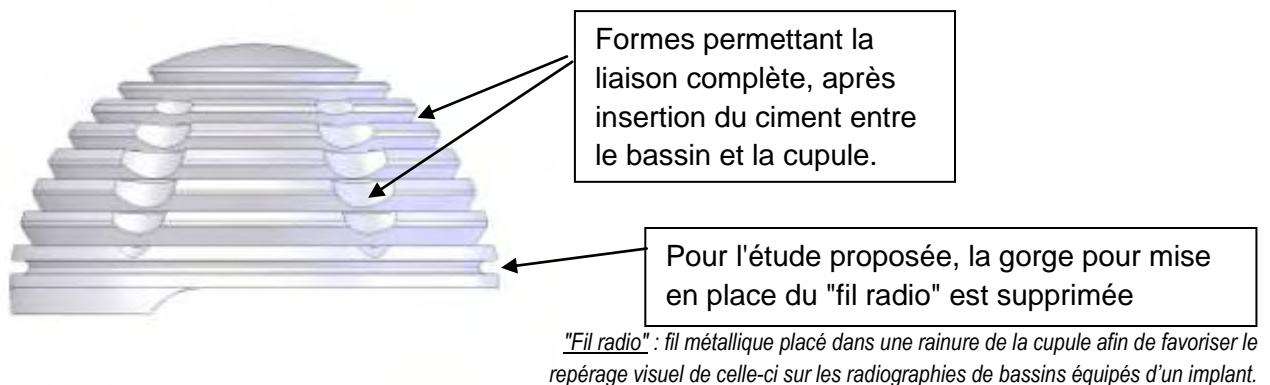 Formes permettant la
liaison complète, après
insertion du ciment entre
le bassin et la cupule.
Pour l'étude proposée, la gorge pour mise
en place du "fil radio" est supprimée
"Fil radio" : fil métallique placé dans une rainure de la cupule afin de favoriser le
repérage visuel de celle-ci sur les radiographies de bassins équipés d'un implant.